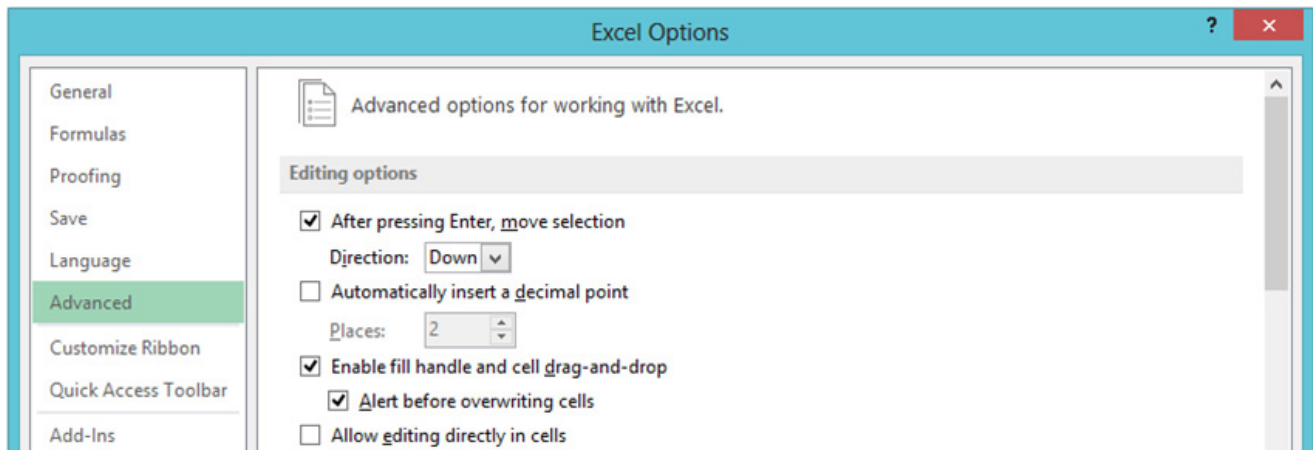 Excel Options
?
General
Formulas
Proofing
Save
Language
Advanced
Customize Ribbon
Quick Access Toolbar
Add-Ins
Advanced options for working with Excel.
Editing options
After pressing Enter, move selection
Direction: Down
Automatically insert a decimal point
Places: 2
Enable fill handle and cell drag-and-drop
Alert before overwriting cells
Allow editing directly in cells